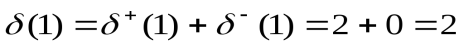 δ(1) = δ⁺(1) + δ⁻(1) = 2 + 0 = 2